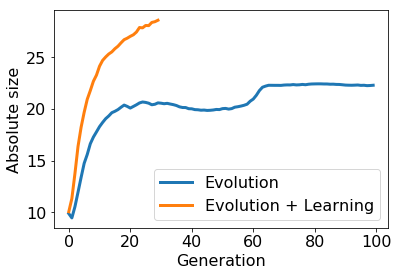 Absolute size
25
20
15
10
Evolution
Evolution + Learning
0 20 40 60 80 100
Generation